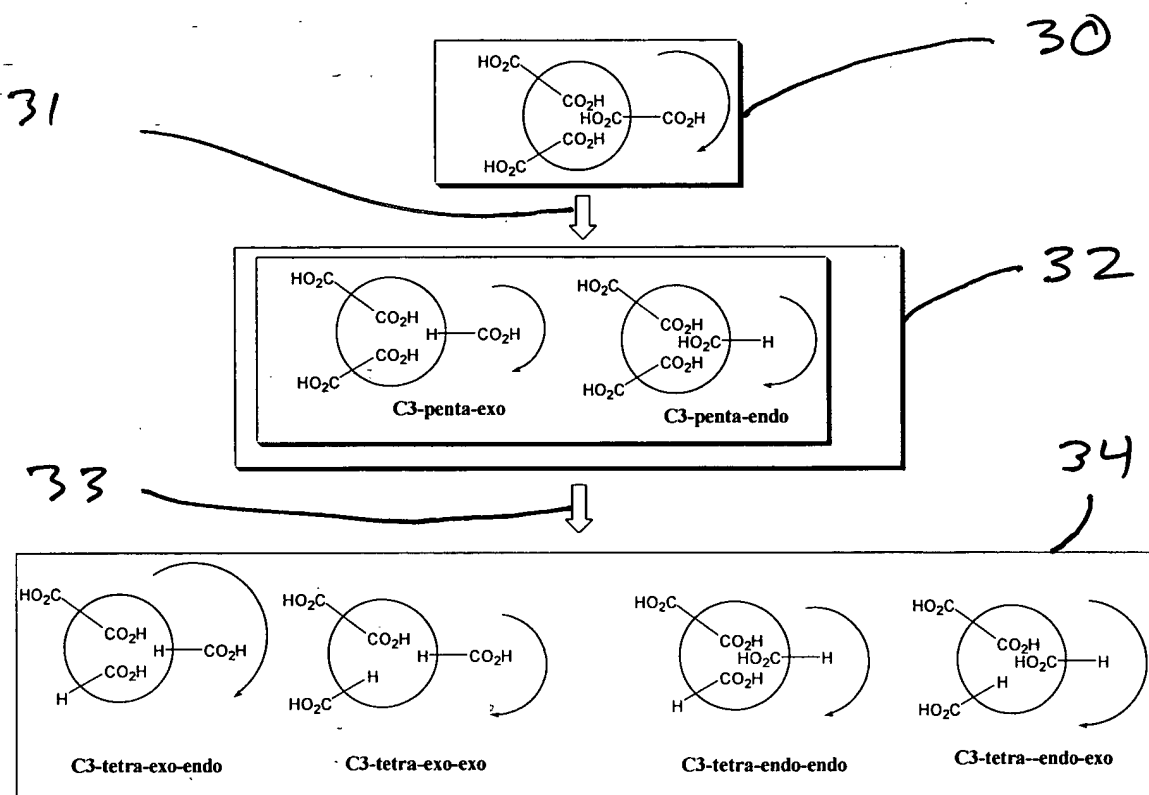 30
HO₂C
CO₂H
31
HO₂C CO₂H
CO₂H
HO₂C
32
HO₂C HO₂C
CO₂H CO₂H
H CO₂H HO₂C H
CO₂H CO₂H
HO₂C HO₂C
C3-penta-exo C3-penta-endo
34
33
HO₂C HO₂C HO₂C HO₂C
CO₂H CO₂H CO₂H CO₂H
H CO₂H H CO₂H HO₂C H HO₂C H
CO₂H H CO₂H H
H HO₂C H HO₂C
C3-tetra-exo-endo C3-tetra-exo-exo C3-tetra-endo-endo C3-tetra--endo-exo